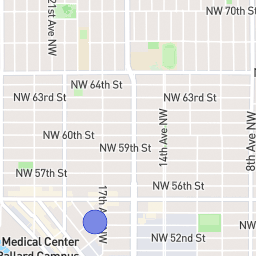 NW 70th St
21st Ave NW
NW 64th St
NW 63rd St
NW 63rd St
NW 60th St
NW 59th St
14th Ave NW
8th Ave NW
NW 57th St
NW 56th St
17th Ave NW
NW 52nd St
Medical Center
Ballard Campus